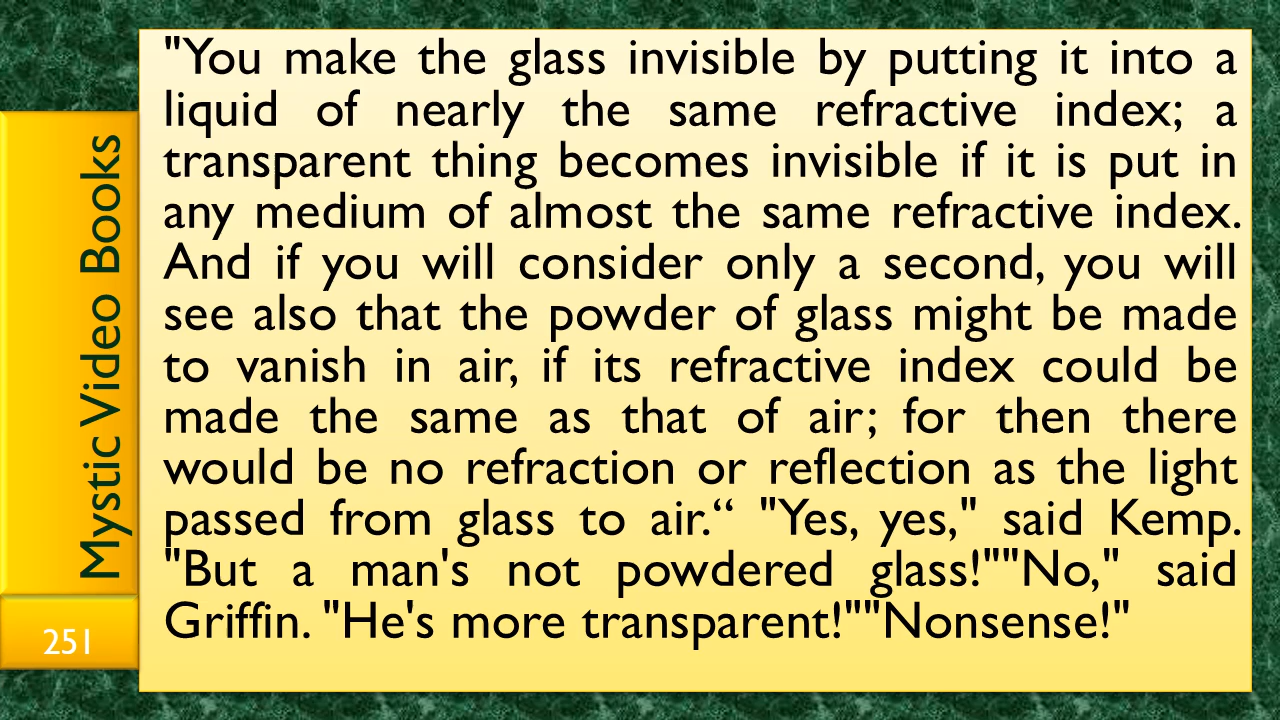 "You make the glass invisible by putting it into a
liquid of nearly the same refractive index; a
transparent thing becomes invisible if it is put in
any medium of almost the same refractive index.
And if you will consider only a second, you will
see also that the powder of glass might be made
to vanish in air, if its refractive index could be
made the same as that of air; for then there
would be no refraction or reflection as the light
passed from glass to air.“ "Yes, yes," said Kemp.
"But a man's not powdered glass!""No," said
Griffin. "He's more transparent!""Nonsense!"
Mystic Video Books
251